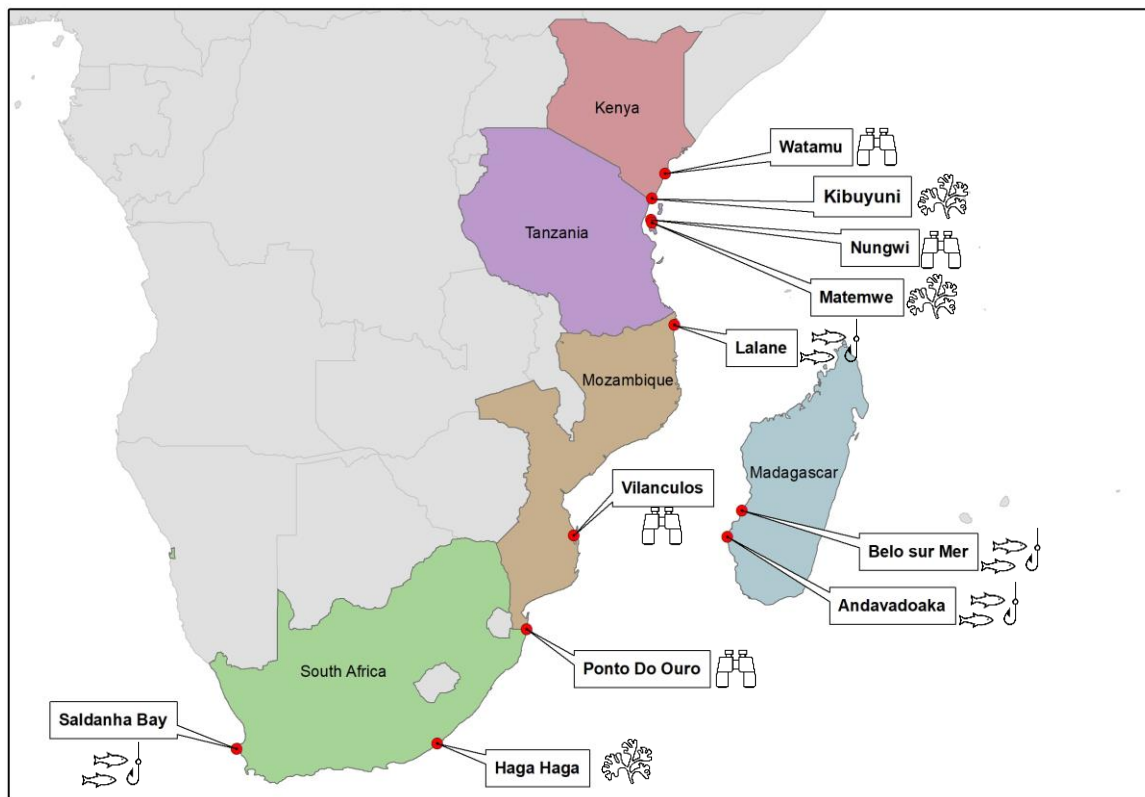 Kenya
Watamu
Kibuyuni
Tanzania
Nungwi
Matemwe
Lalane
Mozambique
Madagascar
Vilanculos
Belo sur Mer
Andavadoaka
Ponto Do Ouro
South Africa
Saldanha Bay
Haga Haga